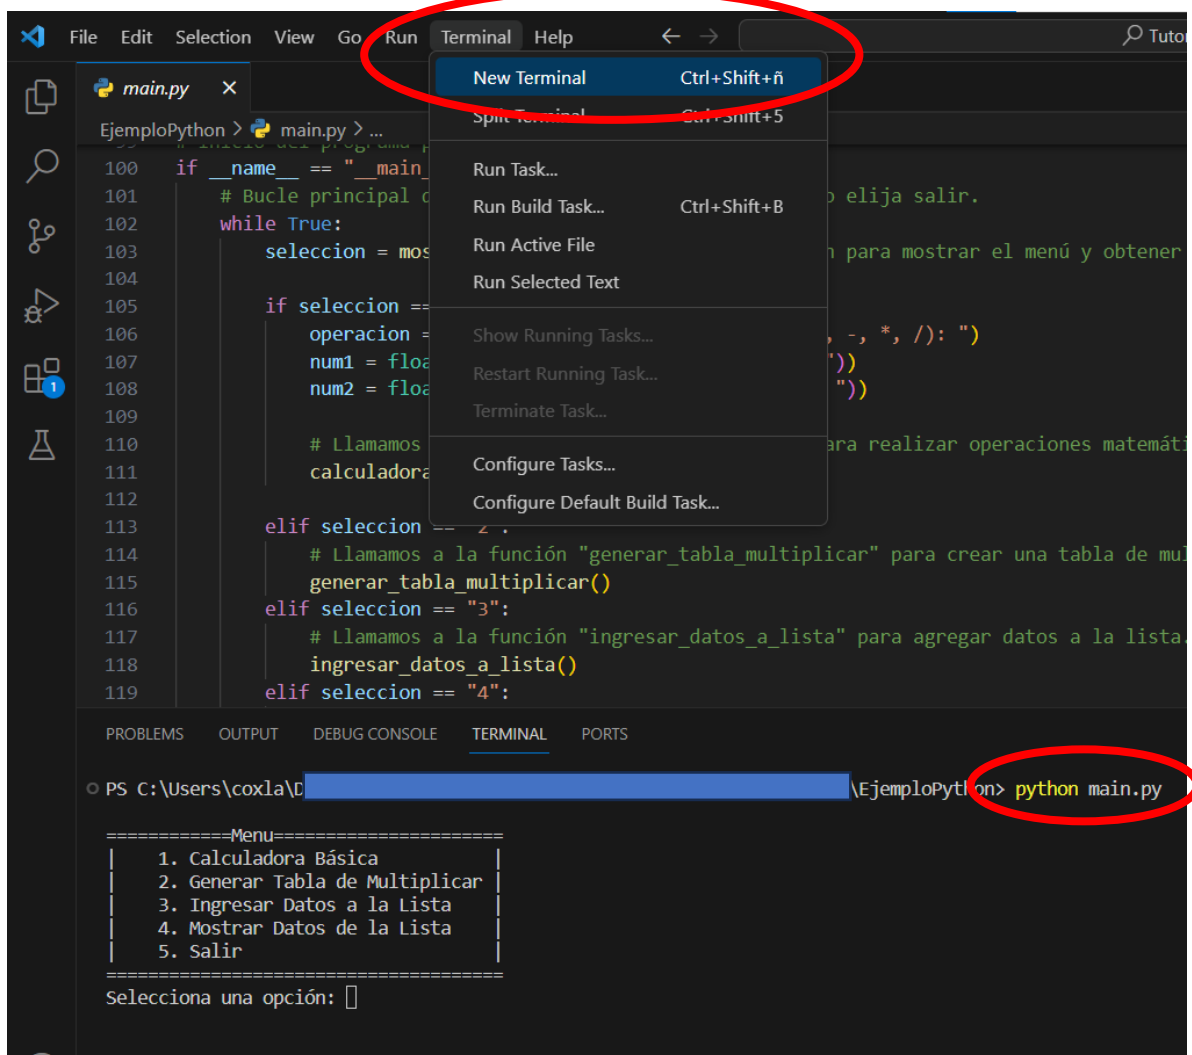 File Edit Selection View Go Run Terminal Help
main.py
EjemploPython > main.py > ...
New Terminal Ctrl+Shift+ñ
Split Terminal Ctrl+Shift+5
Run Task...
Run Build Task... Ctrl+Shift+B
Run Active File
Run Selected Text
Show Running Tasks...
Restart Running Task...
Terminate Task...
Configure Tasks...
Configure Default Build Task...
100 if __name__ == "__main_
101 # Bucle principal elija salir.
102 while True:
103 seleccion = mos para mostrar el menú y obtener
104
105 if seleccion ==
106 operacion = , -, *, /): ")
107 num1 = floa "))
108 num2 = floa "))
109
110 # Llamamos ara realizar operaciones matemáti
111 calculadora
112
113 elif seleccion == "2":
114 # Llamamos a la función "generar_tabla_multiplicar" para crear una tabla de mul
115 generar_tabla_multiplicar()
116 elif seleccion == "3":
117 # Llamamos a la función "ingresar_datos_a_lista" para agregar datos a la lista.
118 ingresar_datos_a_lista()
119 elif seleccion == "4":
1
PROBLEMS OUTPUT DEBUG CONSOLE TERMINAL PORTS
PS C:\Users\coxla\D \EjemploPython> python main.py
============Menu======================
| 1. Calculadora Básica |
| 2. Generar Tabla de Multiplicar |
| 3. Ingresar Datos a la Lista |
| 4. Mostrar Datos de la Lista |
| 5. Salir |
======================================
Selecciona una opción: